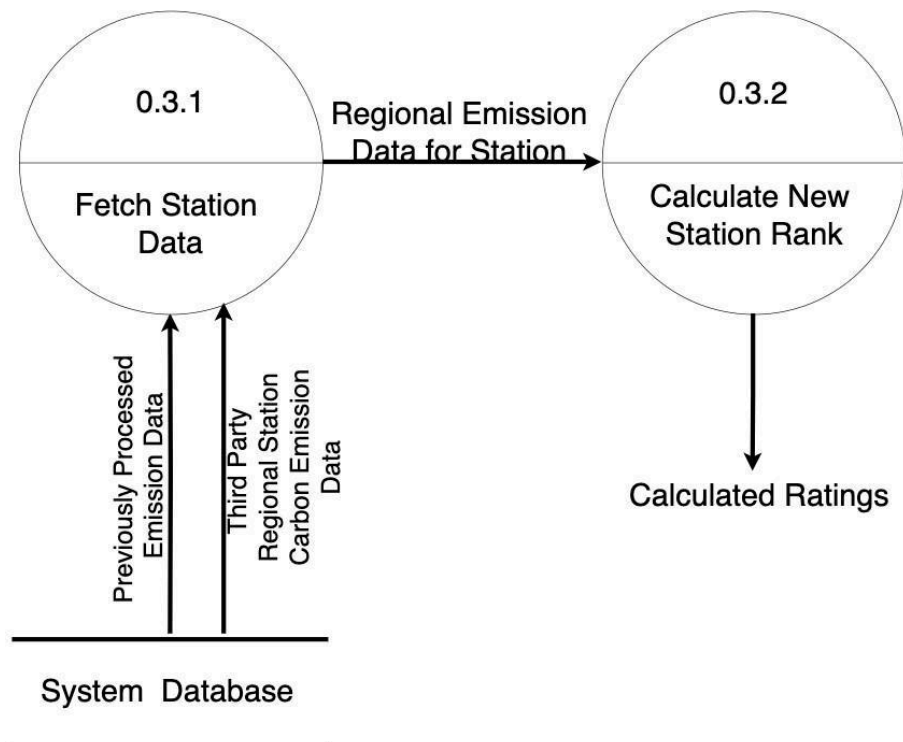 0.3.1
Fetch Station
Data
Regional Emission
Data for Station
0.3.2
Calculate New
Station Rank
Previously Processed
Emission Data
Third Party
Regional Station
Carbon Emission
Data
Calculated Ratings
System Database